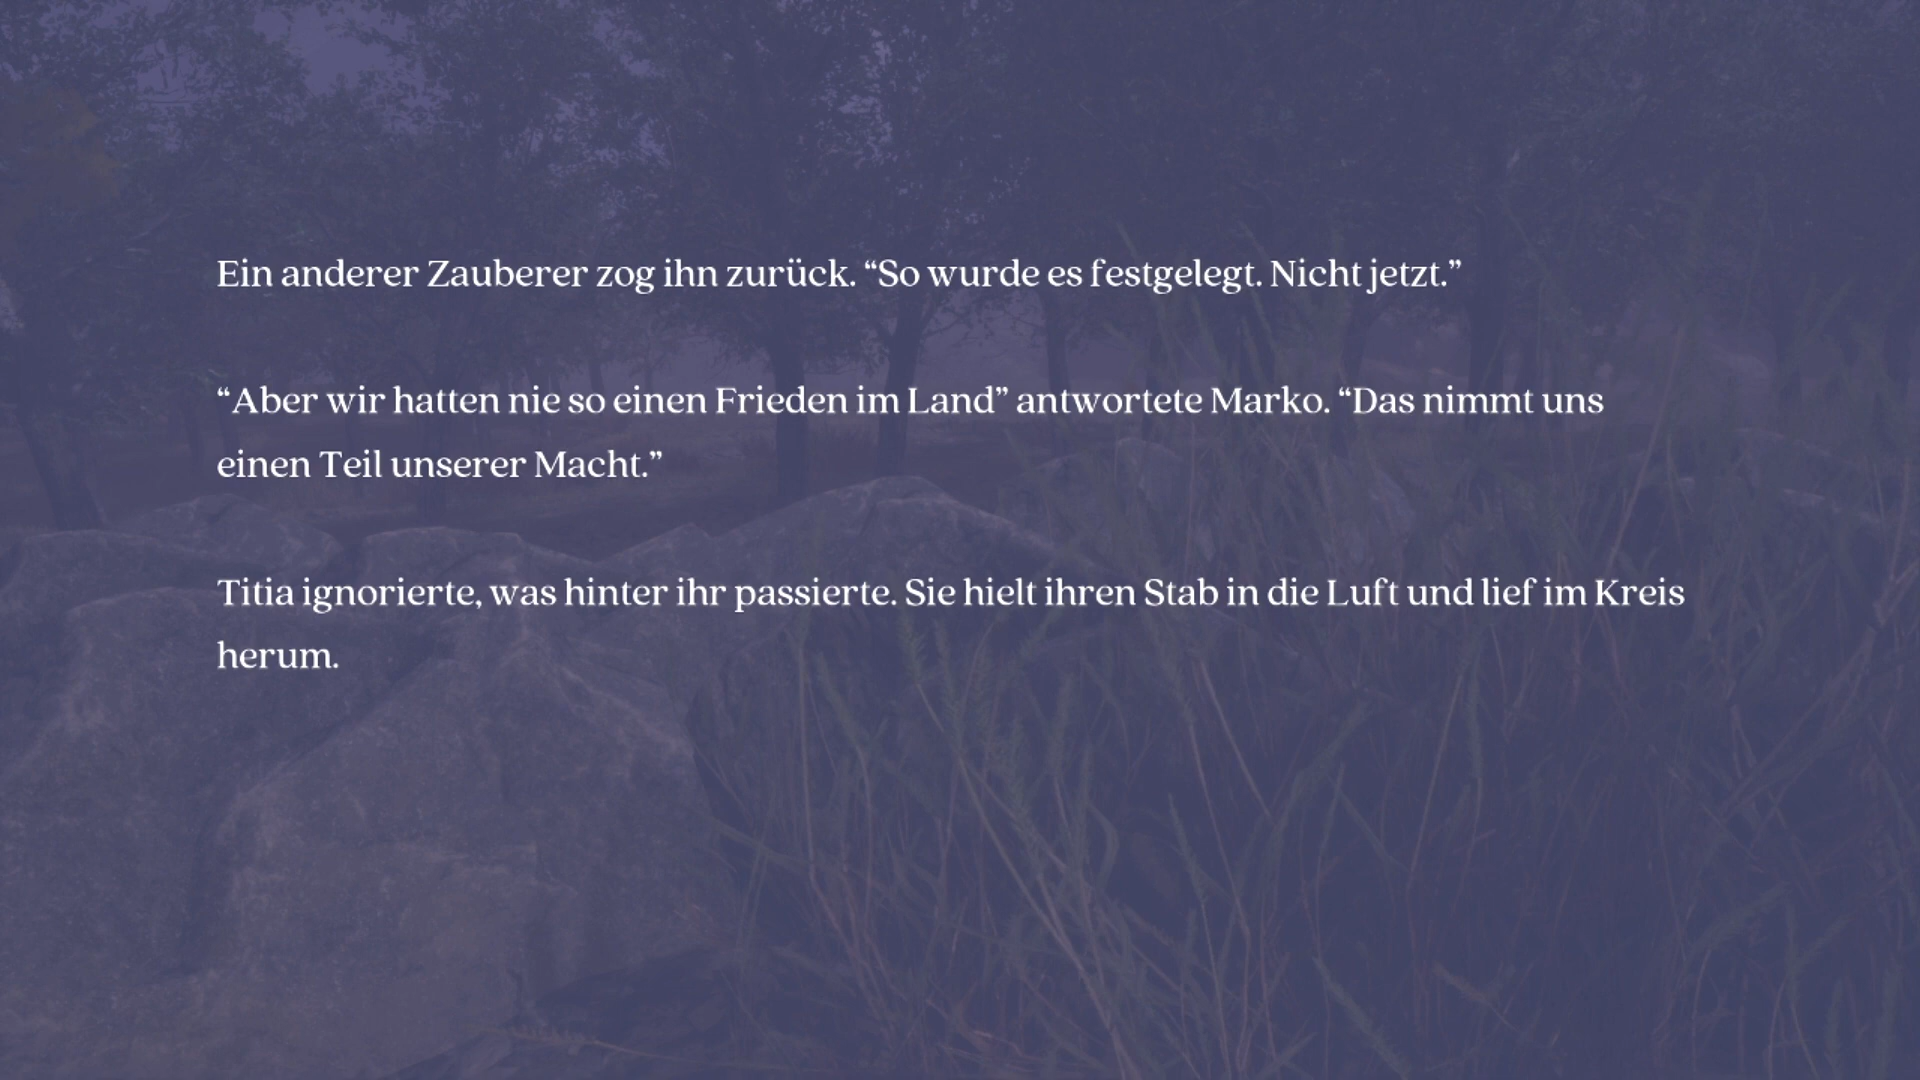 Ein anderer Zauberer zog ihn zurück. “So wurde es festgelegt. Nicht jetzt.”
“Aber wir hatten nie so einen Frieden im Land” antwortete Marko. “Das nimmt uns
einen Teil unserer Macht.”
Titia ignorierte, was hinter ihr passierte. Sie hielt ihren Stab in die Luft und lief im Kreis
herum.